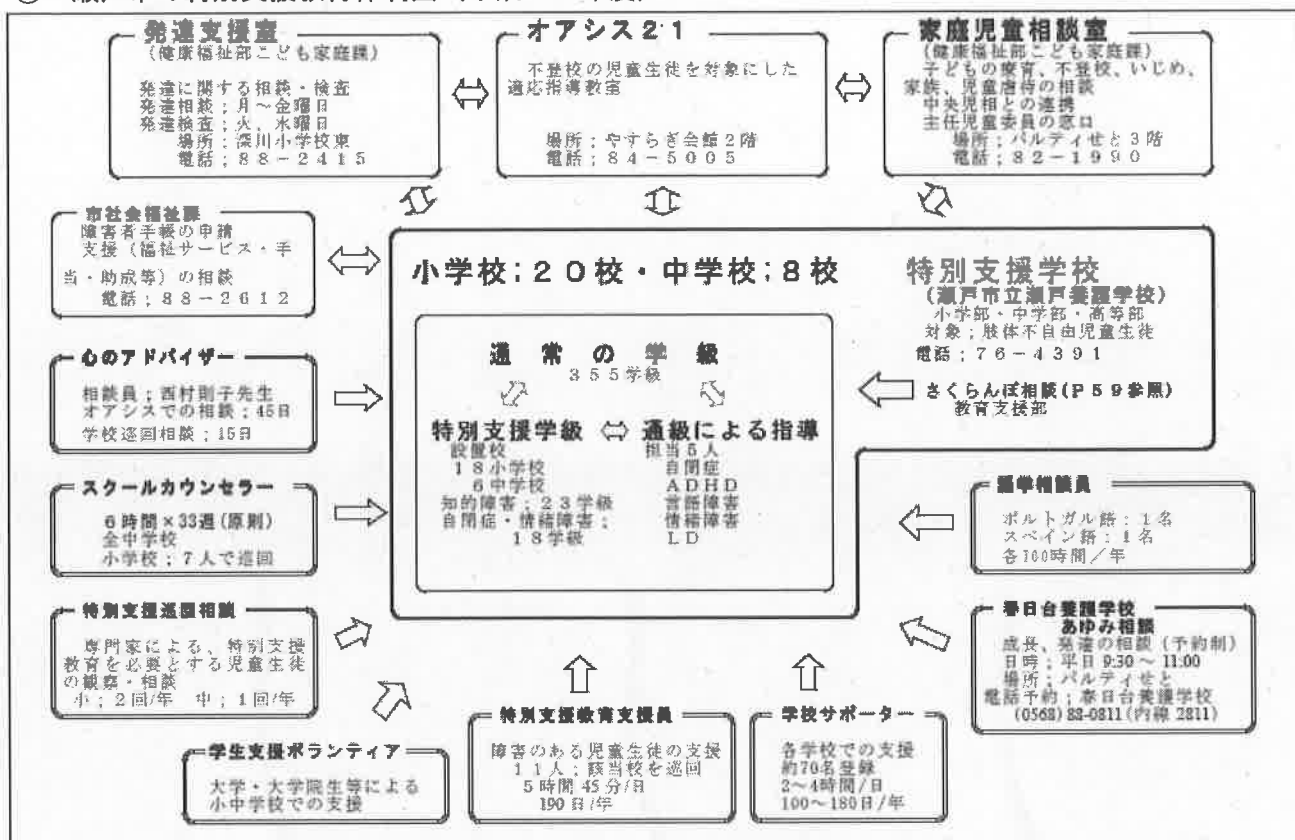 発達支援室
(健康福祉部こども家庭課)
発達に関する相談・検査
発達相談；月～金曜日
発達検査；火、水曜日
場所；深川小学校東
電話；88－2415
オアシス21
不登校の児童生徒を対象にした
適応指導教室
場所；やすらぎ会館2階
電話；84－5005
家庭児童相談室
(健康福祉部こども家庭課)
子どもの療育、不登校、いじめ、
家族、児童虐待の相談
中央児相との連携
主任児童委員の窓口
場所；パルティせと3階
電話；82－1990
市社会福祉課
障害者手帳の申請
支援（福祉サービス・手
当・助成等）の相談
電話；88－2612
小学校；20校・中学校；8校
特別支援学校
(瀬戸市立瀬戸養護学校)
小学部・中学部・高等部
対象；肢体不自由児童生徒
電話；76－4391
さくらんぼ相談(P59参照)
教育支援部
通常の学級
355学級
特別支援学級
設置校
18小学校
6中学校
知的障害；23学級
自閉症・情緒障害；
18学級
通級による指導
担当5人
自閉症
ADHD
言語障害
情緒障害
LD
心のアドバイザー
相談員；西村則子先生
オアシスでの相談；45日
学校巡回相談；15日
スクールカウンセラー
6時間×33週(原則)
全中学校
小学校；7人で巡回
特別支援巡回相談
専門家による、特別支援
教育を必要とする児童生徒
の観察・相談
小；2回/年　中；1回/年
学生支援ボランティア
大学・大学院生等による
小中学校での支援
特別支援教育支援員
障害のある児童生徒の支援
11人；該当校を巡回
5時間45分/日
190日/年
学校サポーター
各学校での支援
約70名登録
2～4時間/日
100～180日/年
相談員
ポルトガル語：1名
スペイン語：1名
各700時間／年
春日台養護学校
あゆみ相談
成長、発達の相談（予約制）
日時；平日 9:30～11:00
場所；パルティせと
電話予約；春日台養護学校
(0568) 88-0811 (内線 2811)